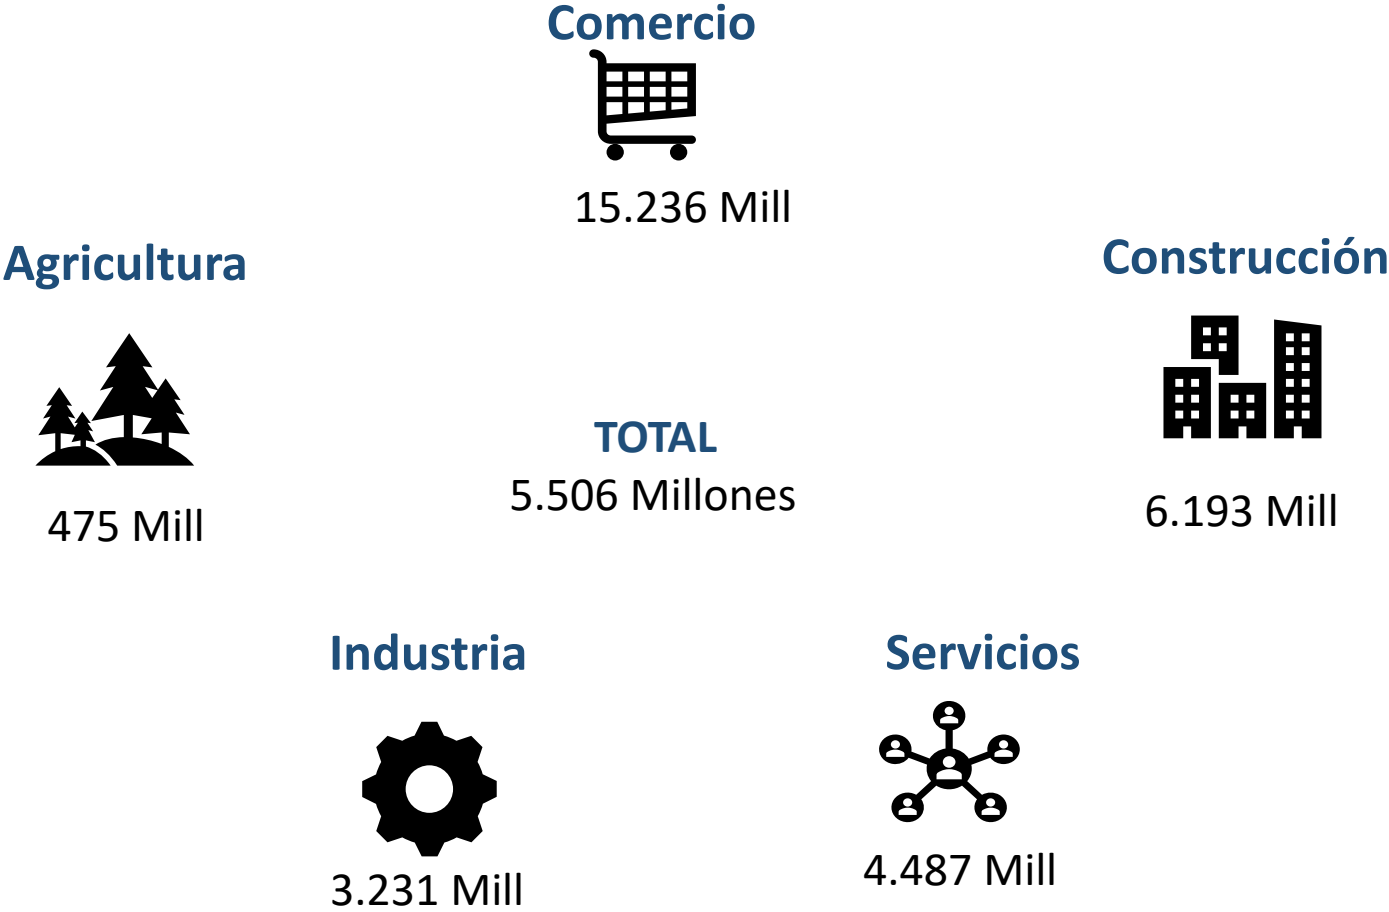 Comercio
15.236 Mill
Agricultura
475 Mill
Construcción
6.193 Mill
TOTAL
5.506 Millones
Industria
3.231 Mill
Servicios
4.487 Mill